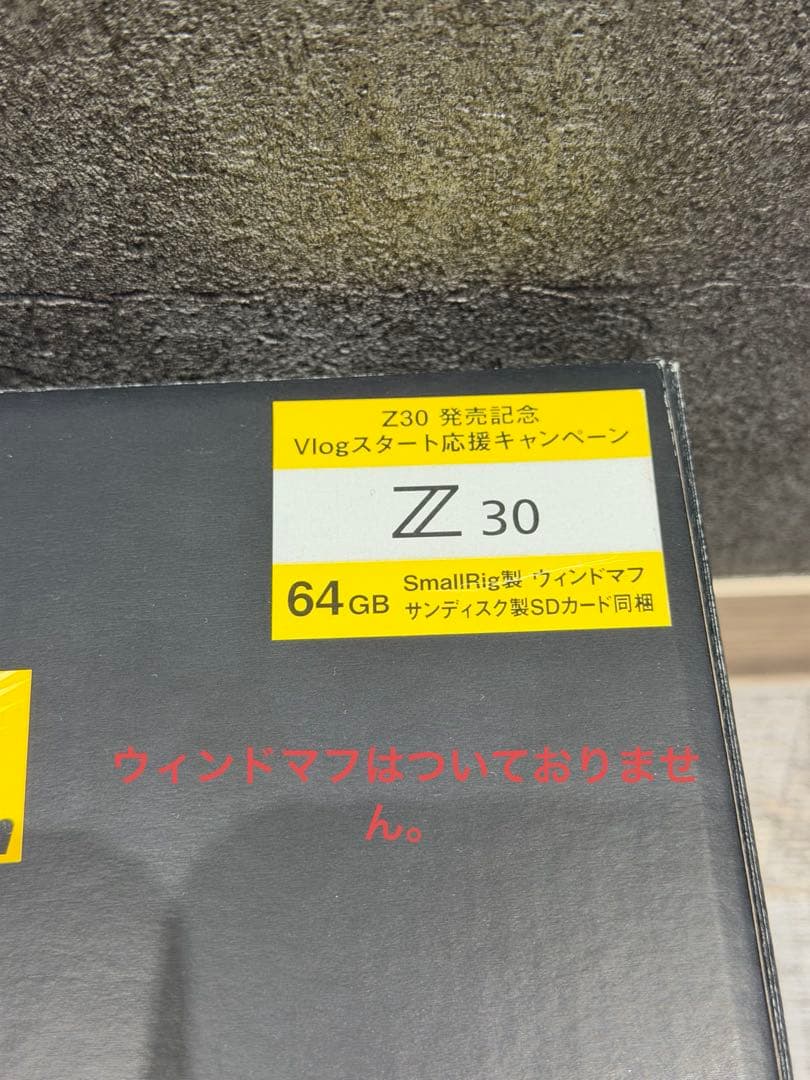 Z30 発売記念
Vlogスタート応援キャンペーン
Z 30
64GB SmallRig製 ウィンドマフ
サンディスク製SDカード同梱
ウィンドマフはついておりませ
ん。